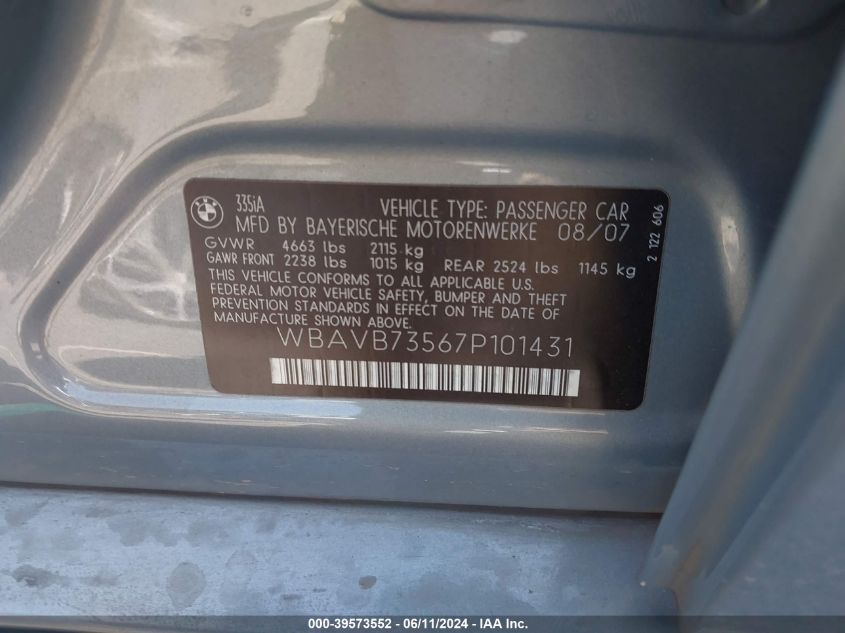 BMW
335iA VEHICLE TYPE: PASSENGER CAR
MFD BY BAYERISCHE MOTORENWERKE 08/07
GVWR 4663 lbs 2115 kg
GAWR FRONT 2238 lbs 1015 kg REAR 2524 lbs 1145 kg
THIS VEHICLE CONFORMS TO ALL APPLICABLE U.S.
FEDERAL MOTOR VEHICLE SAFETY, BUMPER AND THEFT
PREVENTION STANDARDS IN EFFECT ON THE DATE OF
MANUFACTURE SHOWN ABOVE.
WBAVB73567P101431
2 122 606
000-39573552 - 06/11/2024 - IAAI.com